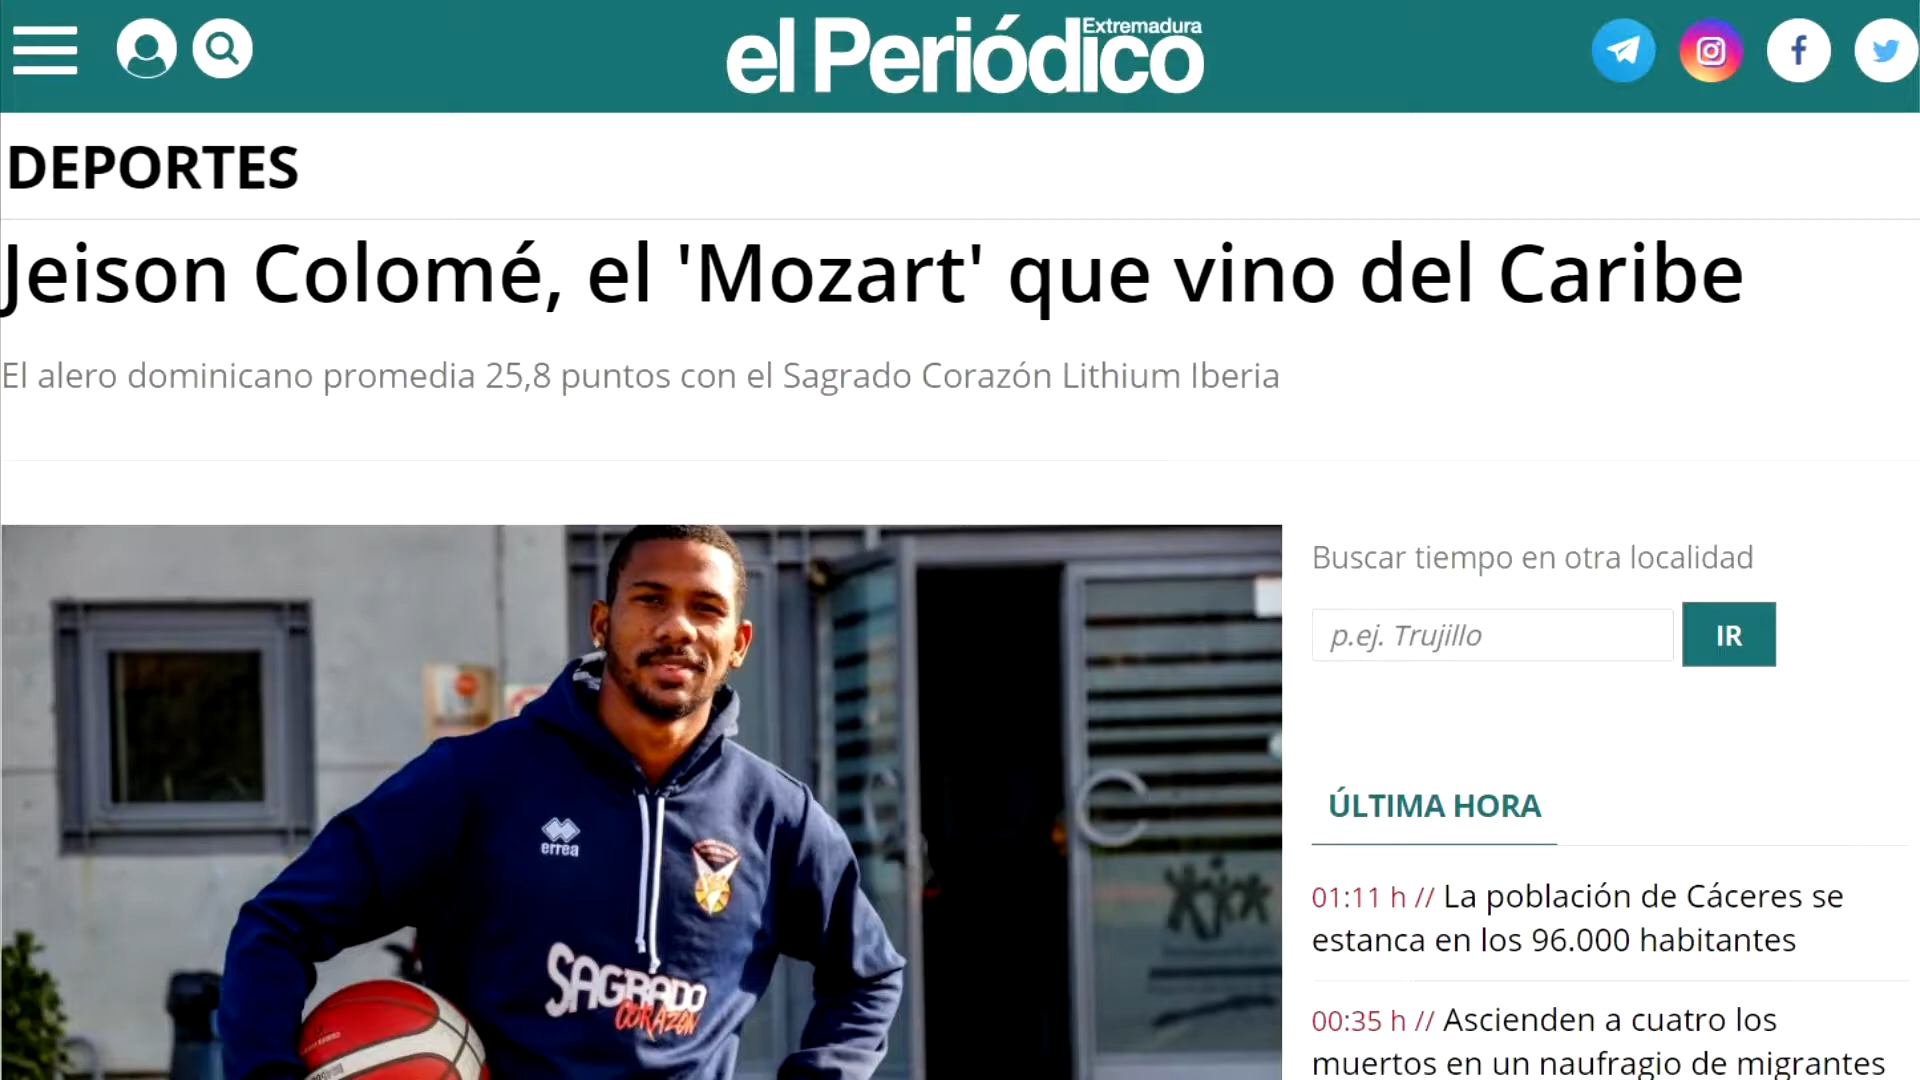 el Periódico
Extremadura
DEPORTES
Jeison Colomé, el 'Mozart' que vino del Caribe
El alero dominicano promedia 25,8 puntos con el Sagrado Corazón Lithium Iberia
Buscar tiempo en otra localidad
p.ej. Trujillo
IR
errea
SAGRADO
CORAZÓN
ÚLTIMA HORA
01:11 h // La población de Cáceres se
estanca en los 96.000 habitantes
00:35 h // Ascienden a cuatro los
muertos en un naufragio de migrantes